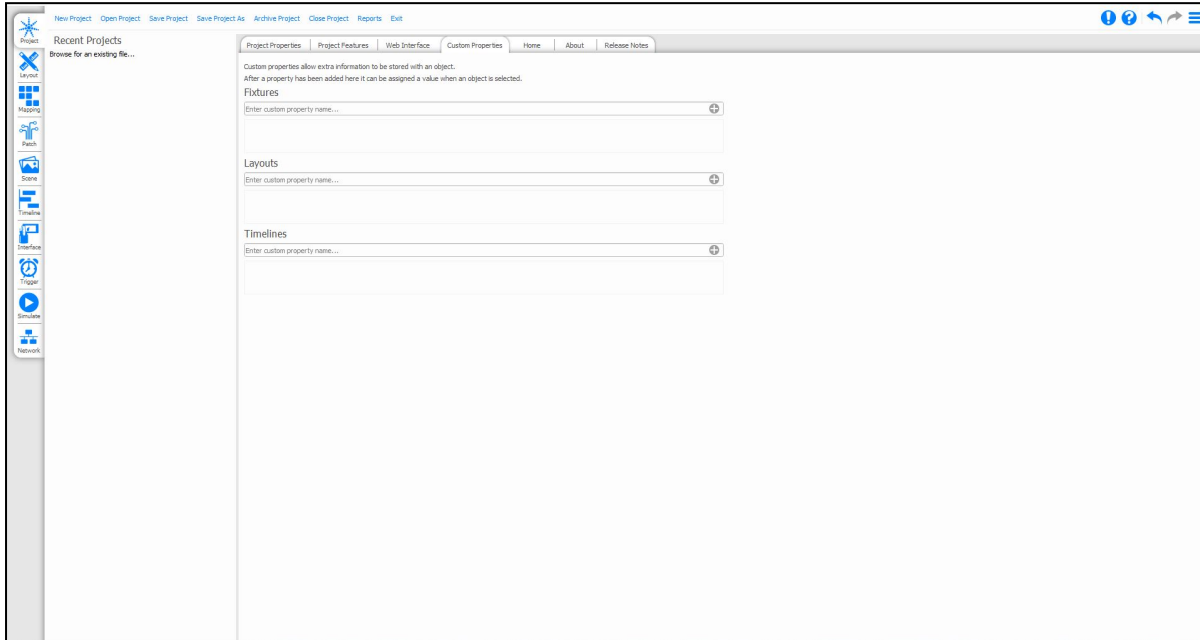 New Project Open Project Save Project Save Project As Archive Project Close Project Reports Exit
Project
Layout
Mapping
Patch
Scene
Timeline
Interface
Trigger
Simulate
Network
Recent Projects
Browse for an existing file...
Project Properties Project Features Web Interface Custom Properties Home About Release Notes
Custom properties allow extra information to be stored with an object.
After a property has been added here it can be assigned a value when an object is selected.
Fixtures
Enter custom property name...
Layouts
Enter custom property name...
Timelines
Enter custom property name...